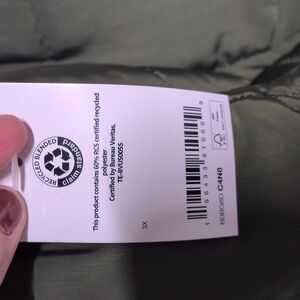 RECYCLED BLENDED
claim standard
This product contains 60% RCS certified recycled
polyester
Certified by Bureau Veritas,
TE-BVUS0055
3X
BOBGZO C4N8